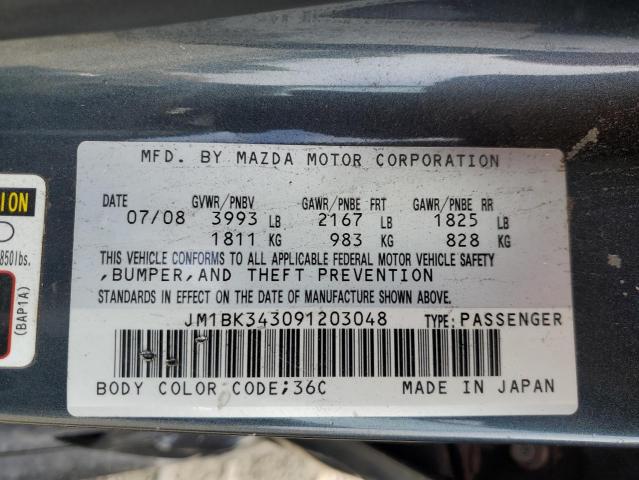 MFD. BY MAZDA MOTOR CORPORATION
DATE GVWR/PNBV GAWR/PNBE FRT GAWR/PNBE RR
07/08 3993 LB 2167 LB 1825 LB
1811 KG 983 KG 828 KG
THIS VEHICLE CONFORMS TO ALL APPLICABLE FEDERAL MOTOR VEHICLE SAFETY
,BUMPER,AND THEFT PREVENTION
STANDARDS IN EFFECT ON THE DATE OF MANUFACTURE SHOWN ABOVE.
JM1BK343091203048 TYPE:PASSENGER
BODY COLOR CODE;36C MADE IN JAPAN
ION
850lbs.
(BAP1A)